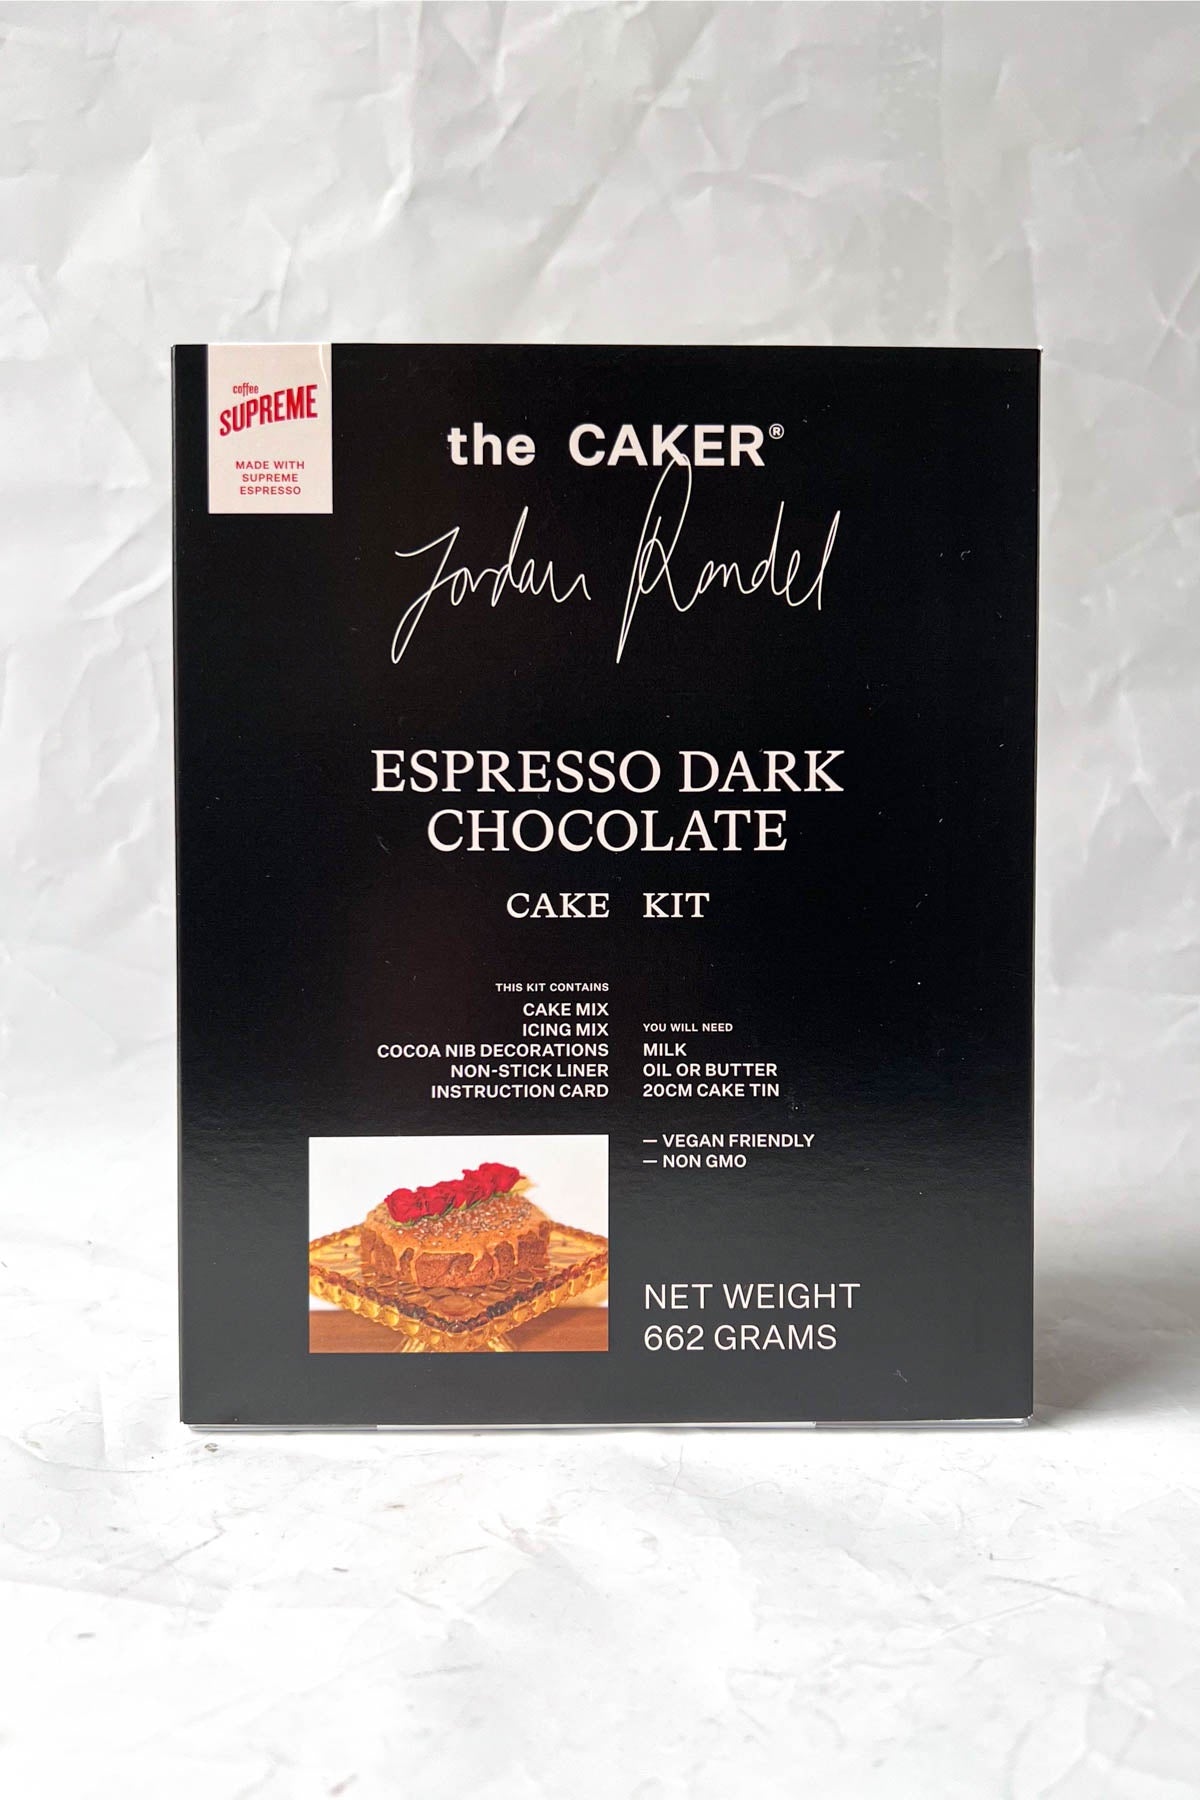 coffee
SUPREME
MADE WITH
SUPREME
ESPRESSO
the CAKER®
Jordan Rondel
ESPRESSO DARK
CHOCOLATE
CAKE KIT
THIS KIT CONTAINS
CAKE MIX
ICING MIX
COCOA NIB DECORATIONS
NON-STICK LINER
INSTRUCTION CARD
YOU WILL NEED
MILK
OIL OR BUTTER
20CM CAKE TIN
— VEGAN FRIENDLY
— NON GMO
NET WEIGHT
662 GRAMS